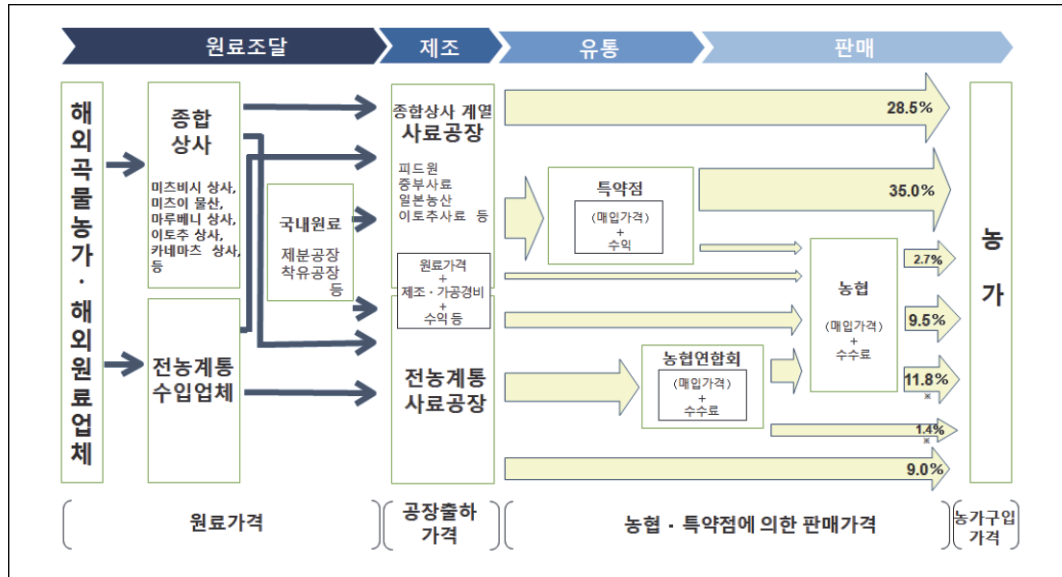 원료조달
제조
유통
판매
해외곡물농가·해외원료업체
종합
상사
미즈비시 상사,
미즈이 물산,
마루베니 상사,
이토추 상사,
카네마츠 상사,
등
전농계통
수입업체
국내원료
제분공장
착유공장
등
종합상사 계열
사료공장
피드원
중부사료
일본농산
이토추사료 등
원료가격
+
제조·가공경비
+
수익 등
전농계통
사료공장
특약점
(매입가격)
+
수익
농협연합회
(매입가격)
+
수수료
농협
(매입가격)
+
수수료
28.5%
35.0%
2.7%
9.5%
11.8%
※
1.4%
※
9.0%
농가
원료가격
공장출하
가격
농협·특약점에 의한 판매가격
농가구입
가격